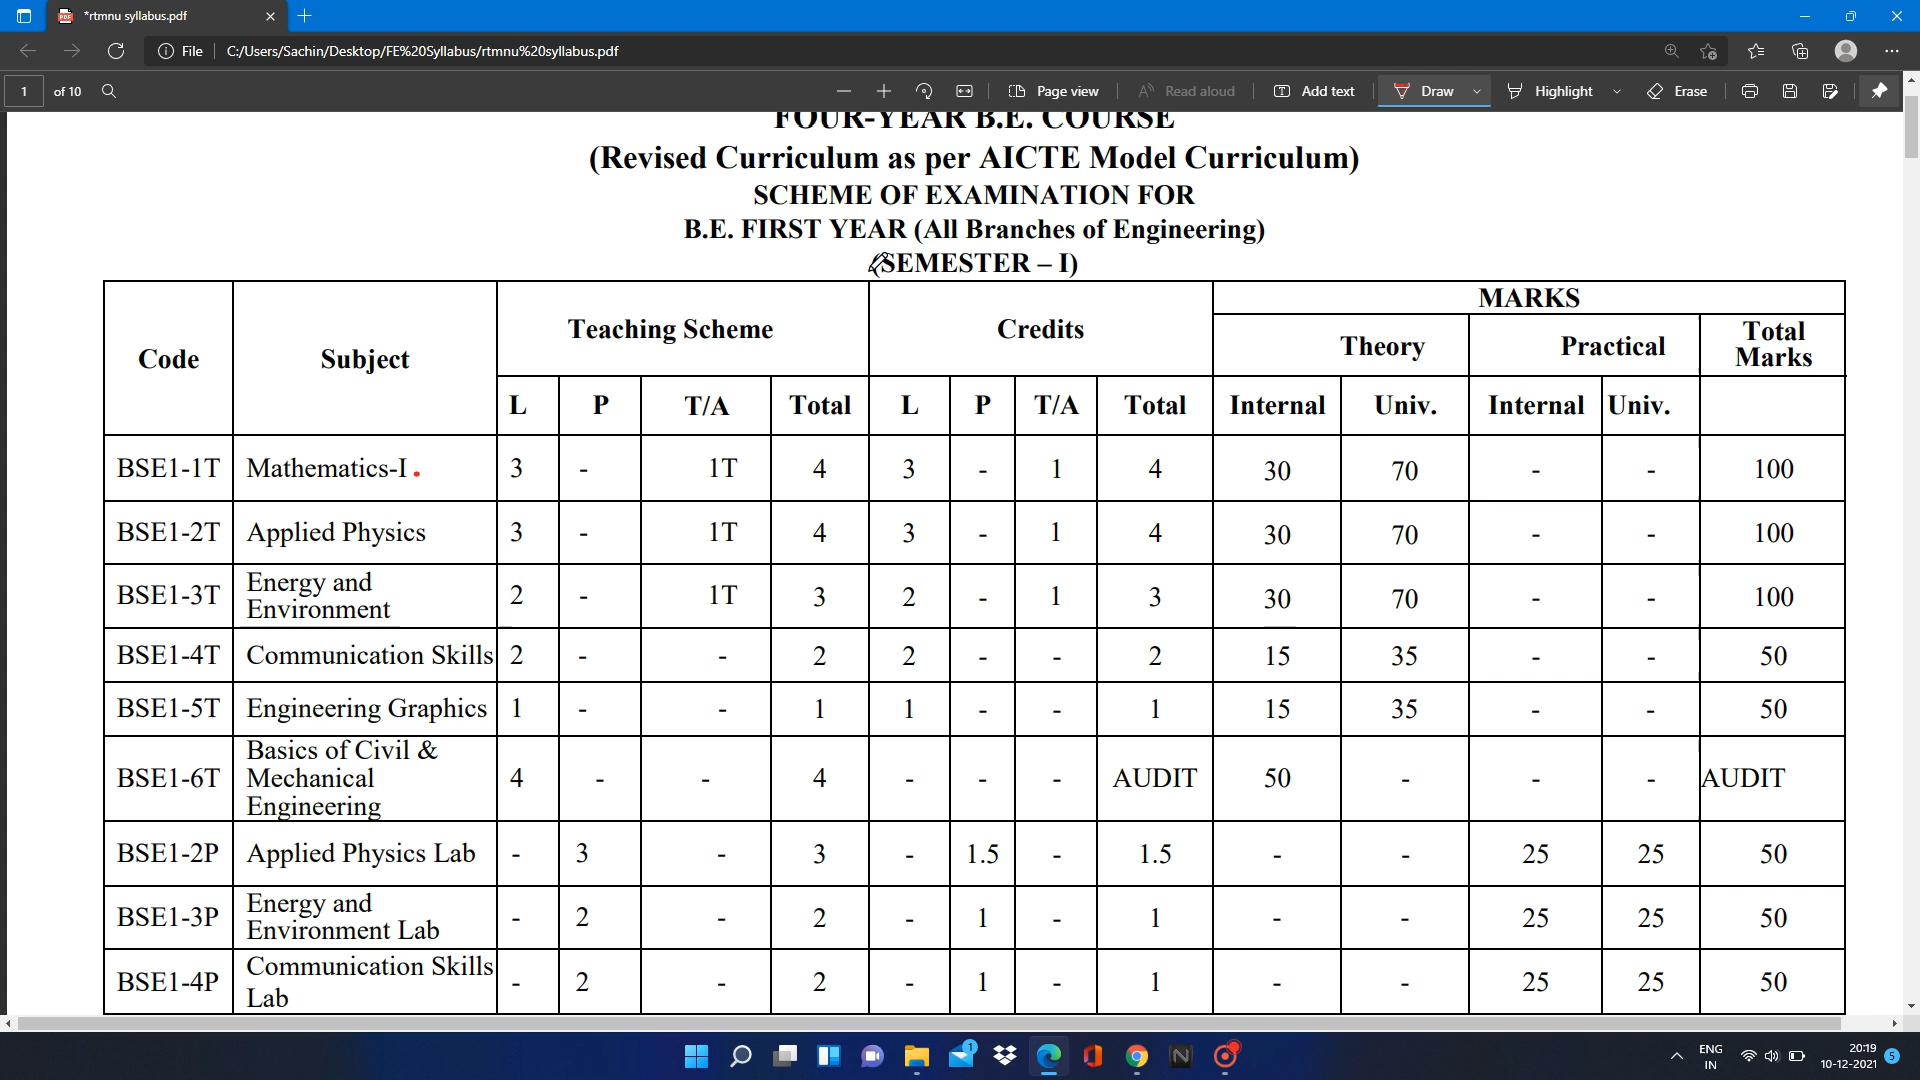 *rtmnu syllabus.pdf
File C:/Users/Sachin/Desktop/FE%20Syllabus/rtmnu%20syllabus.pdf
1 of 10 Page view Read aloud Add text Draw Highlight Erase
FOUR-YEAR B.E. COURSE
(Revised Curriculum as per AICTE Model Curriculum)
SCHEME OF EXAMINATION FOR
B.E. FIRST YEAR (All Branches of Engineering)
(SEMESTER – I)
Code Subject Teaching Scheme Credits MARKS
Theory Practical Total Marks
L P T/A Total L P T/A Total Internal Univ. Internal Univ.
BSE1-1T Mathematics-I 3 - 1T 4 3 - 1 4 30 70 - - 100
BSE1-2T Applied Physics 3 - 1T 4 3 - 1 4 30 70 - - 100
BSE1-3T Energy and Environment 2 - 1T 3 2 - 1 3 30 70 - - 100
BSE1-4T Communication Skills 2 - - 2 2 - - 2 15 35 - - 50
BSE1-5T Engineering Graphics 1 - - 1 1 - - 1 15 35 - - 50
BSE1-6T Basics of Civil & Mechanical Engineering 4 - - 4 - - - AUDIT 50 - - - AUDIT
BSE1-2P Applied Physics Lab - 3 - 3 - 1.5 - 1.5 - - 25 25 50
BSE1-3P Energy and Environment Lab - 2 - 2 - 1 - 1 - - 25 25 50
BSE1-4P Communication Skills Lab - 2 - 2 - 1 - 1 - - 25 25 50
1
ENG
IN
20:19
10-12-2021
5